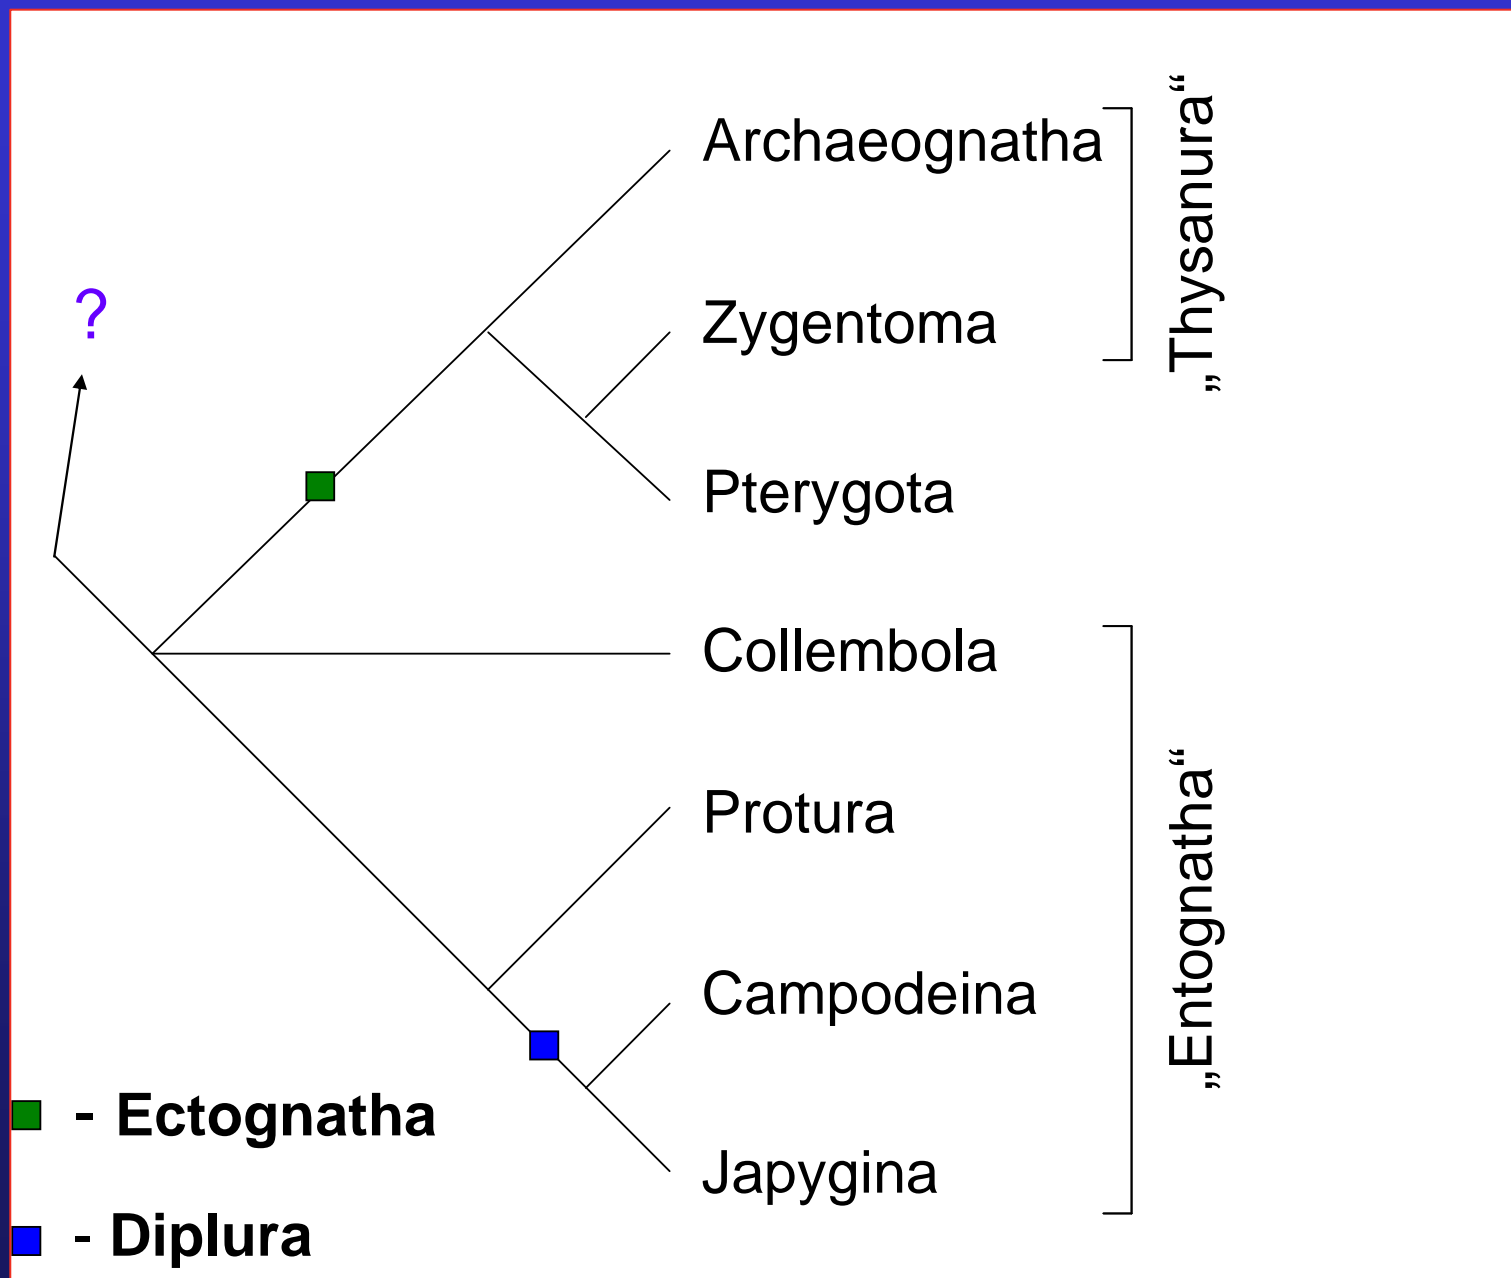 Archaeognatha
Zygentoma
Pterygota
„Thysanura“
?
Collembola
Protura
Campodeina
Japygina
„Entognatha“
- Ectognatha
- Diplura